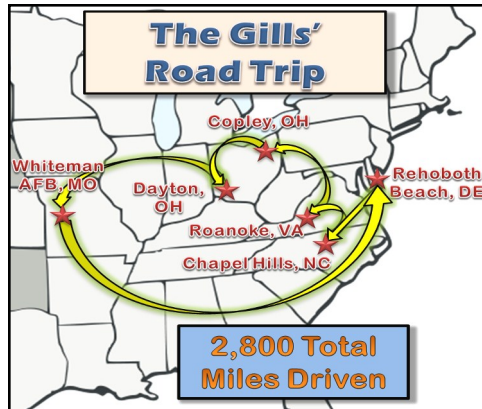 The Gills'
Road Trip
Copley, OH
Whiteman
AFB, MO
Dayton,
OH
Rehoboth
Beach, DE
Roanoke, VA
Chapel Hills, NC
2,800 Total
Miles Driven